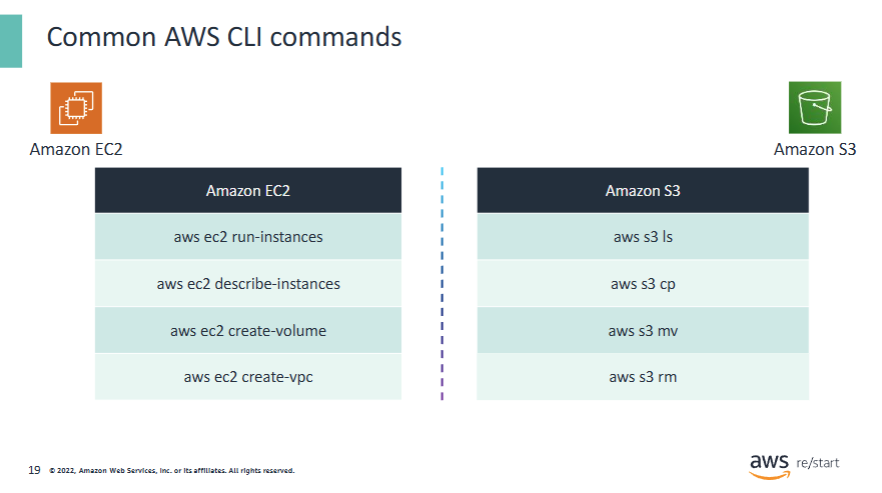 Common AWS CLI commands
Amazon EC2
Amazon S3
Amazon EC2
aws ec2 run-instances
aws ec2 describe-instances
aws ec2 create-volume
aws ec2 create-vpc
Amazon S3
aws s3 ls
aws s3 cp
aws s3 mv
aws s3 rm
19 © 2022, Amazon Web Services, Inc. or its affiliates. All rights reserved.
aws re/start